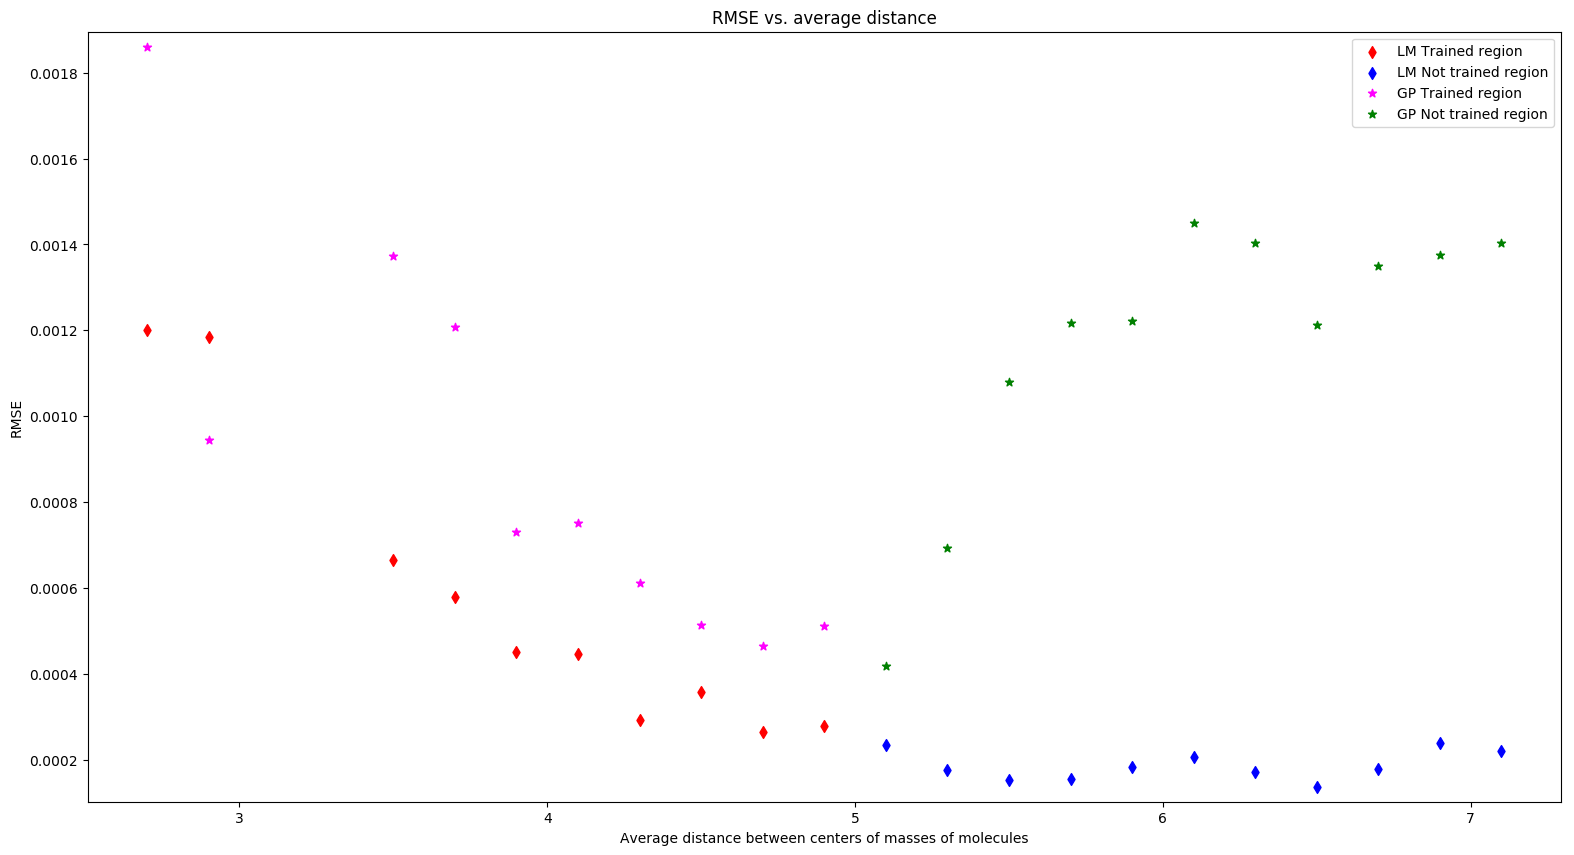 RMSE vs. average distance
LM Trained region
LM Not trained region
GP Trained region
GP Not trained region
0.0018
0.0016
0.0014
0.0012
0.0010
0.0008
0.0006
0.0004
0.0002
RMSE
3 4 5 6 7
Average distance between centers of masses of molecules